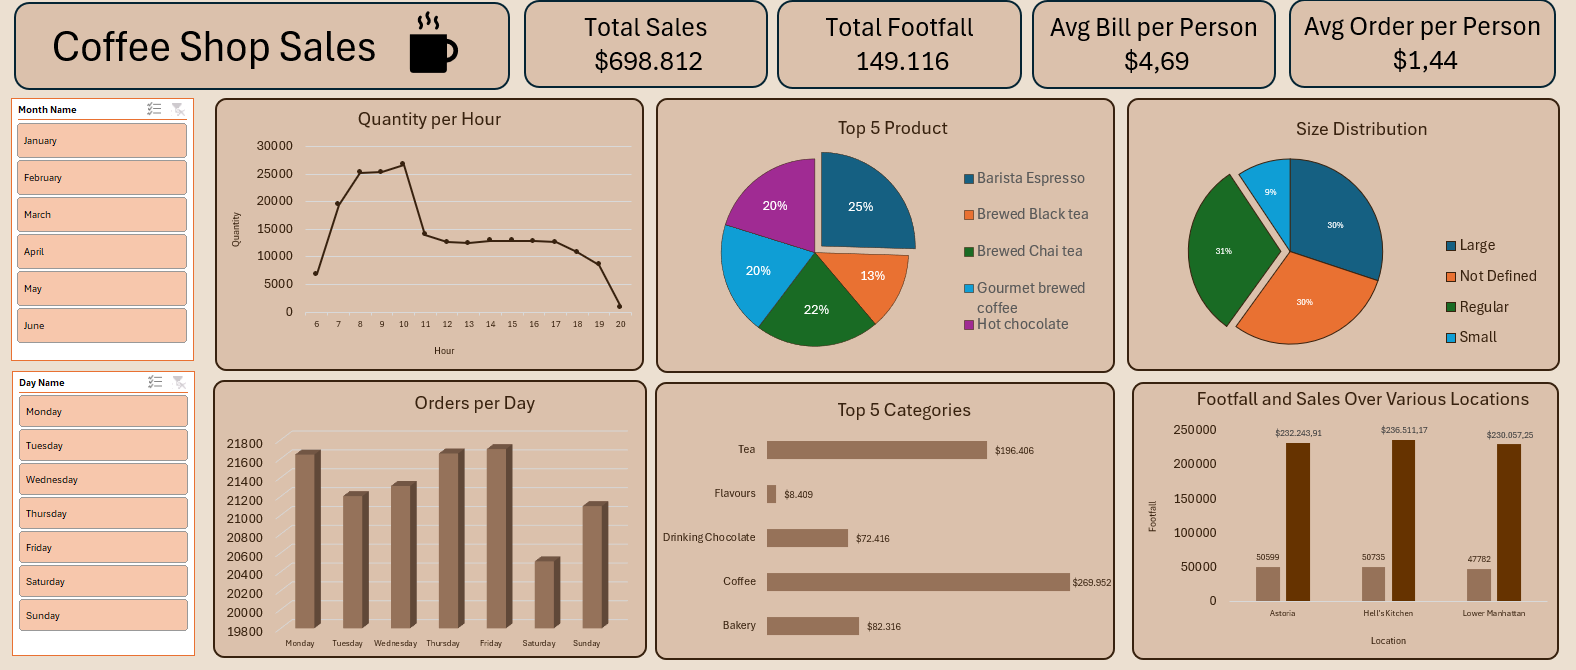 Coffee Shop Sales
Total Sales
$698.812
Total Footfall
149.116
Avg Bill per Person
$4,69
Avg Order per Person
$1,44
Month Name
January
February
March
April
May
June
Day Name
Monday
Tuesday
Wednesday
Thursday
Friday
Saturday
Sunday
Quantity per Hour
Quantity
30000
25000
20000
15000
10000
5000
0
6 7 8 9 10 11 12 13 14 15 16 17 18 19 20
Hour
Top 5 Product
25%
13%
22%
20%
20%
Barista Espresso
Brewed Black tea
Brewed Chai tea
Gourmet brewed
coffee
Hot chocolate
Size Distribution
30%
30%
31%
9%
Large
Not Defined
Regular
Small
Orders per Day
21800
21600
21400
21200
21000
20800
20600
20400
20200
20000
19800
Monday Tuesday Wednesday Thursday Friday Saturday Sunday
Top 5 Categories
Tea $196.406
Flavours $8.409
Drinking Chocolate $72.416
Coffee $269.952
Bakery $82.316
Footfall and Sales Over Various Locations
Footfall
250000
200000
150000
100000
50000
0
$232.243,91 $236.511,17 $230.057,25
50599 50735 47782
Astoria Hell's Kitchen Lower Manhattan
Location